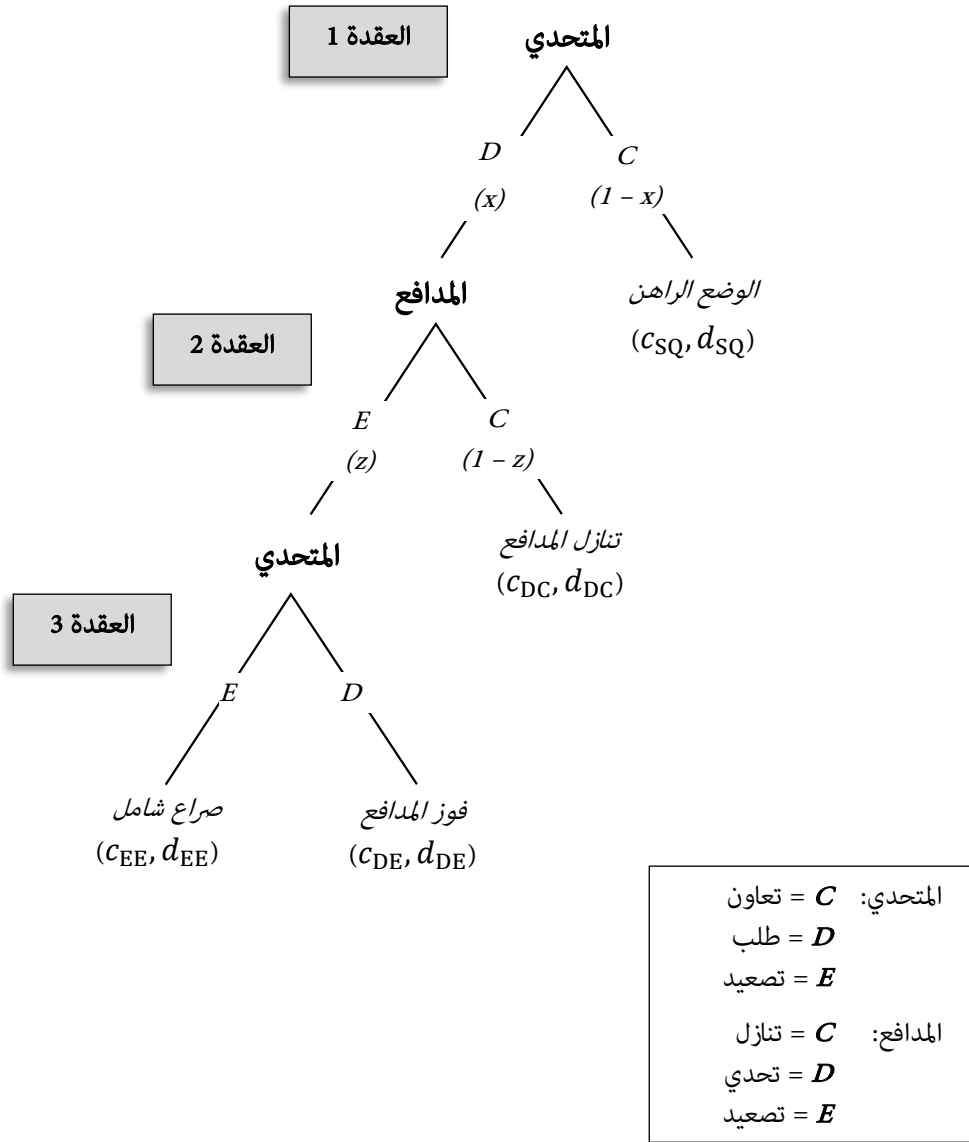 العقدة 1
المتحدي
D
C
(x)
(1 – x)
المدافع
الوضع الراهن
(c_SQ, d_SQ)
العقدة 2
E
C
(z)
(1 – z)
المتحدي
تنازل المدافع
(c_DC, d_DC)
العقدة 3
E
D
صراع شامل
فوز المدافع
(c_EE, d_EE)
(c_DE, d_DE)
المتحدي: C = تعاون
D = طلب
E = تصعيد
المدافع: C = تنازل
D = تحدي
E = تصعيد